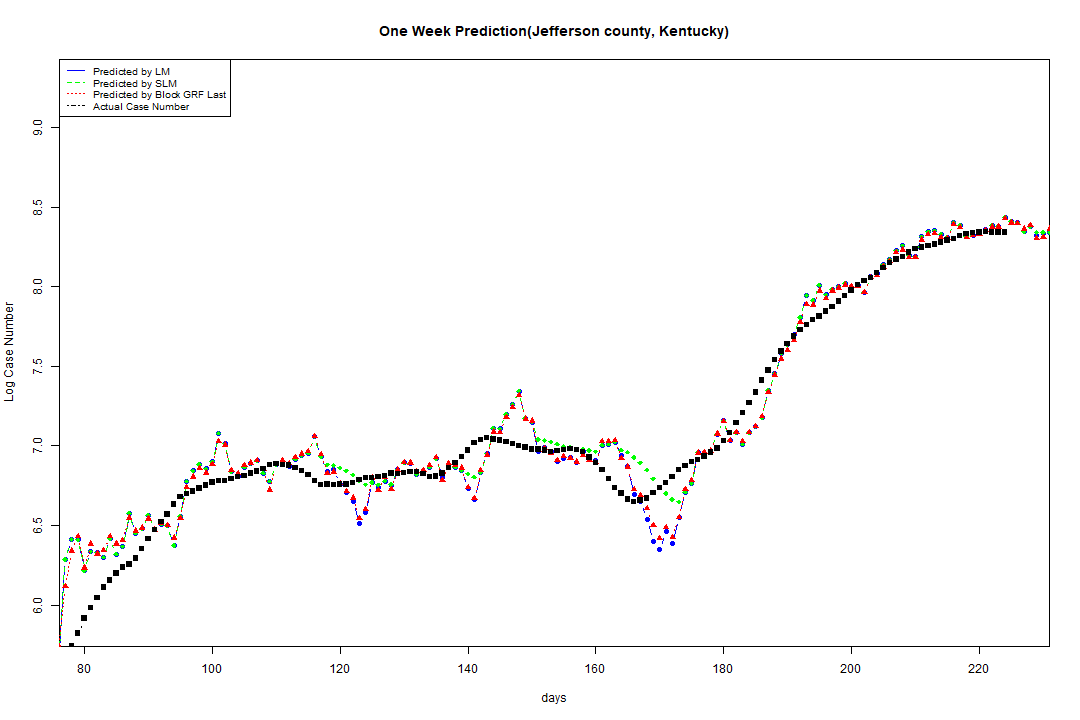 One Week Prediction(Jefferson county, Kentucky)
Predicted by LM
Predicted by SLM
Predicted by Block GRF Last
Actual Case Number
9.0
8.5
8.0
7.5
7.0
6.5
6.0
Log Case Number
80 100 120 140 160 180 200 220
days